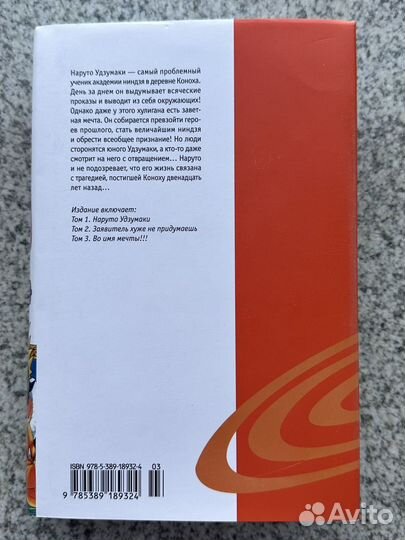 Наруто Удзумаки — самый проблемный
ученик академии ниндзя в деревне Коноха.
День за днем он выдумывает всяческие
проказы и выводит из себя окружающих!
Однако даже у этого хулигана есть завет-
ная мечта. Он собирается превзойти геро-
ев прошлого, стать величайшим ниндзя
и обрести всеобщее признание! Но люди
сторонятся юного Удзумаки, а кто-то даже
смотрит на него с отвращением... Наруто
и не подозревает, что его жизнь связана
с трагедией, постигшей Коноху двенадцать
лет назад...
Издание включает:
Том 1. Наруто Удзумаки
Том 2. Заявитель хуже не придумаешь
Том 3. Во имя мечты!!!
ISBN 978-5-389-18932-4
03
9 785389 189324
Avito